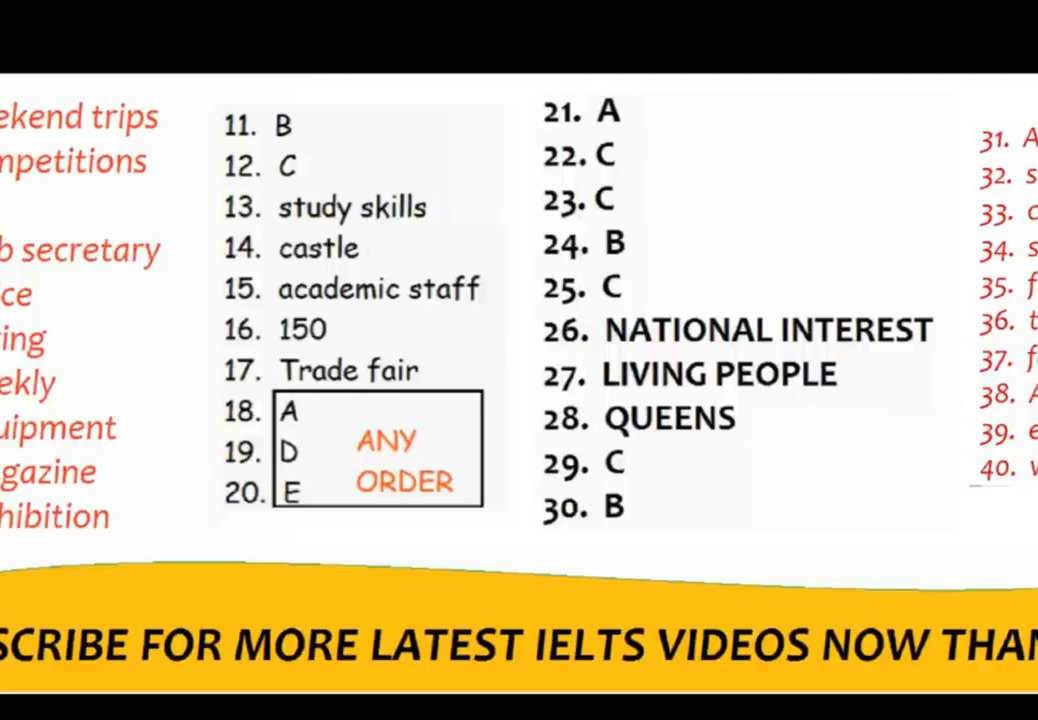 ekend trips
mpetitions
b secretary
ice
ing
ekly
uipment
gazine
hibition
11. B
12. C
13. study skills
14. castle
15. academic staff
16. 150
17. Trade fair
18. A
19. D
20. E
ANY
ORDER
21. A
22. C
23. C
24. B
25. C
26. NATIONAL INTEREST
27. LIVING PEOPLE
28. QUEENS
29. C
30. B
31. A
32. s
33. c
34. s
35. f
36. t
37. f
38. A
39. e
40.
SCRIBE FOR MORE LATEST IELTS VIDEOS NOW THAN